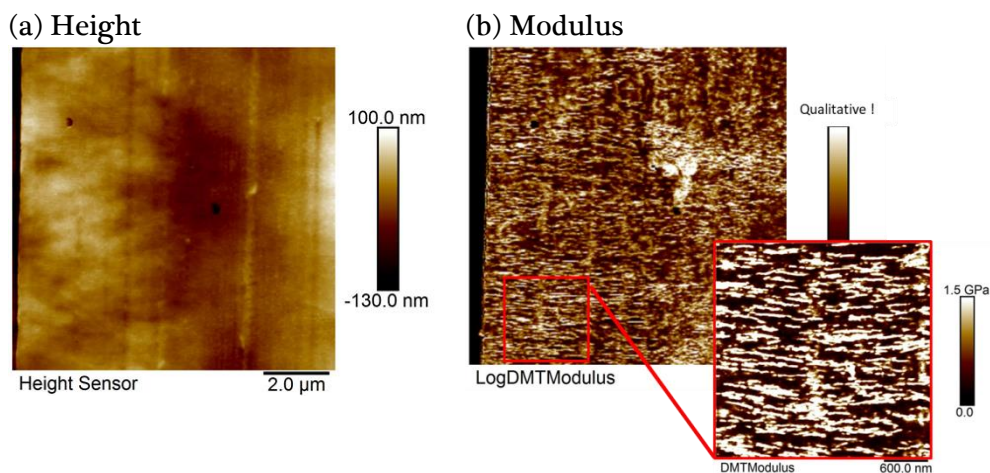 (a) Height
(b) Modulus
100.0 nm
-130.0 nm
Height Sensor
2.0 μm
Qualitative !
LogDMTModulus
1.5 GPa
0.0
DMTModulus
600.0 nm